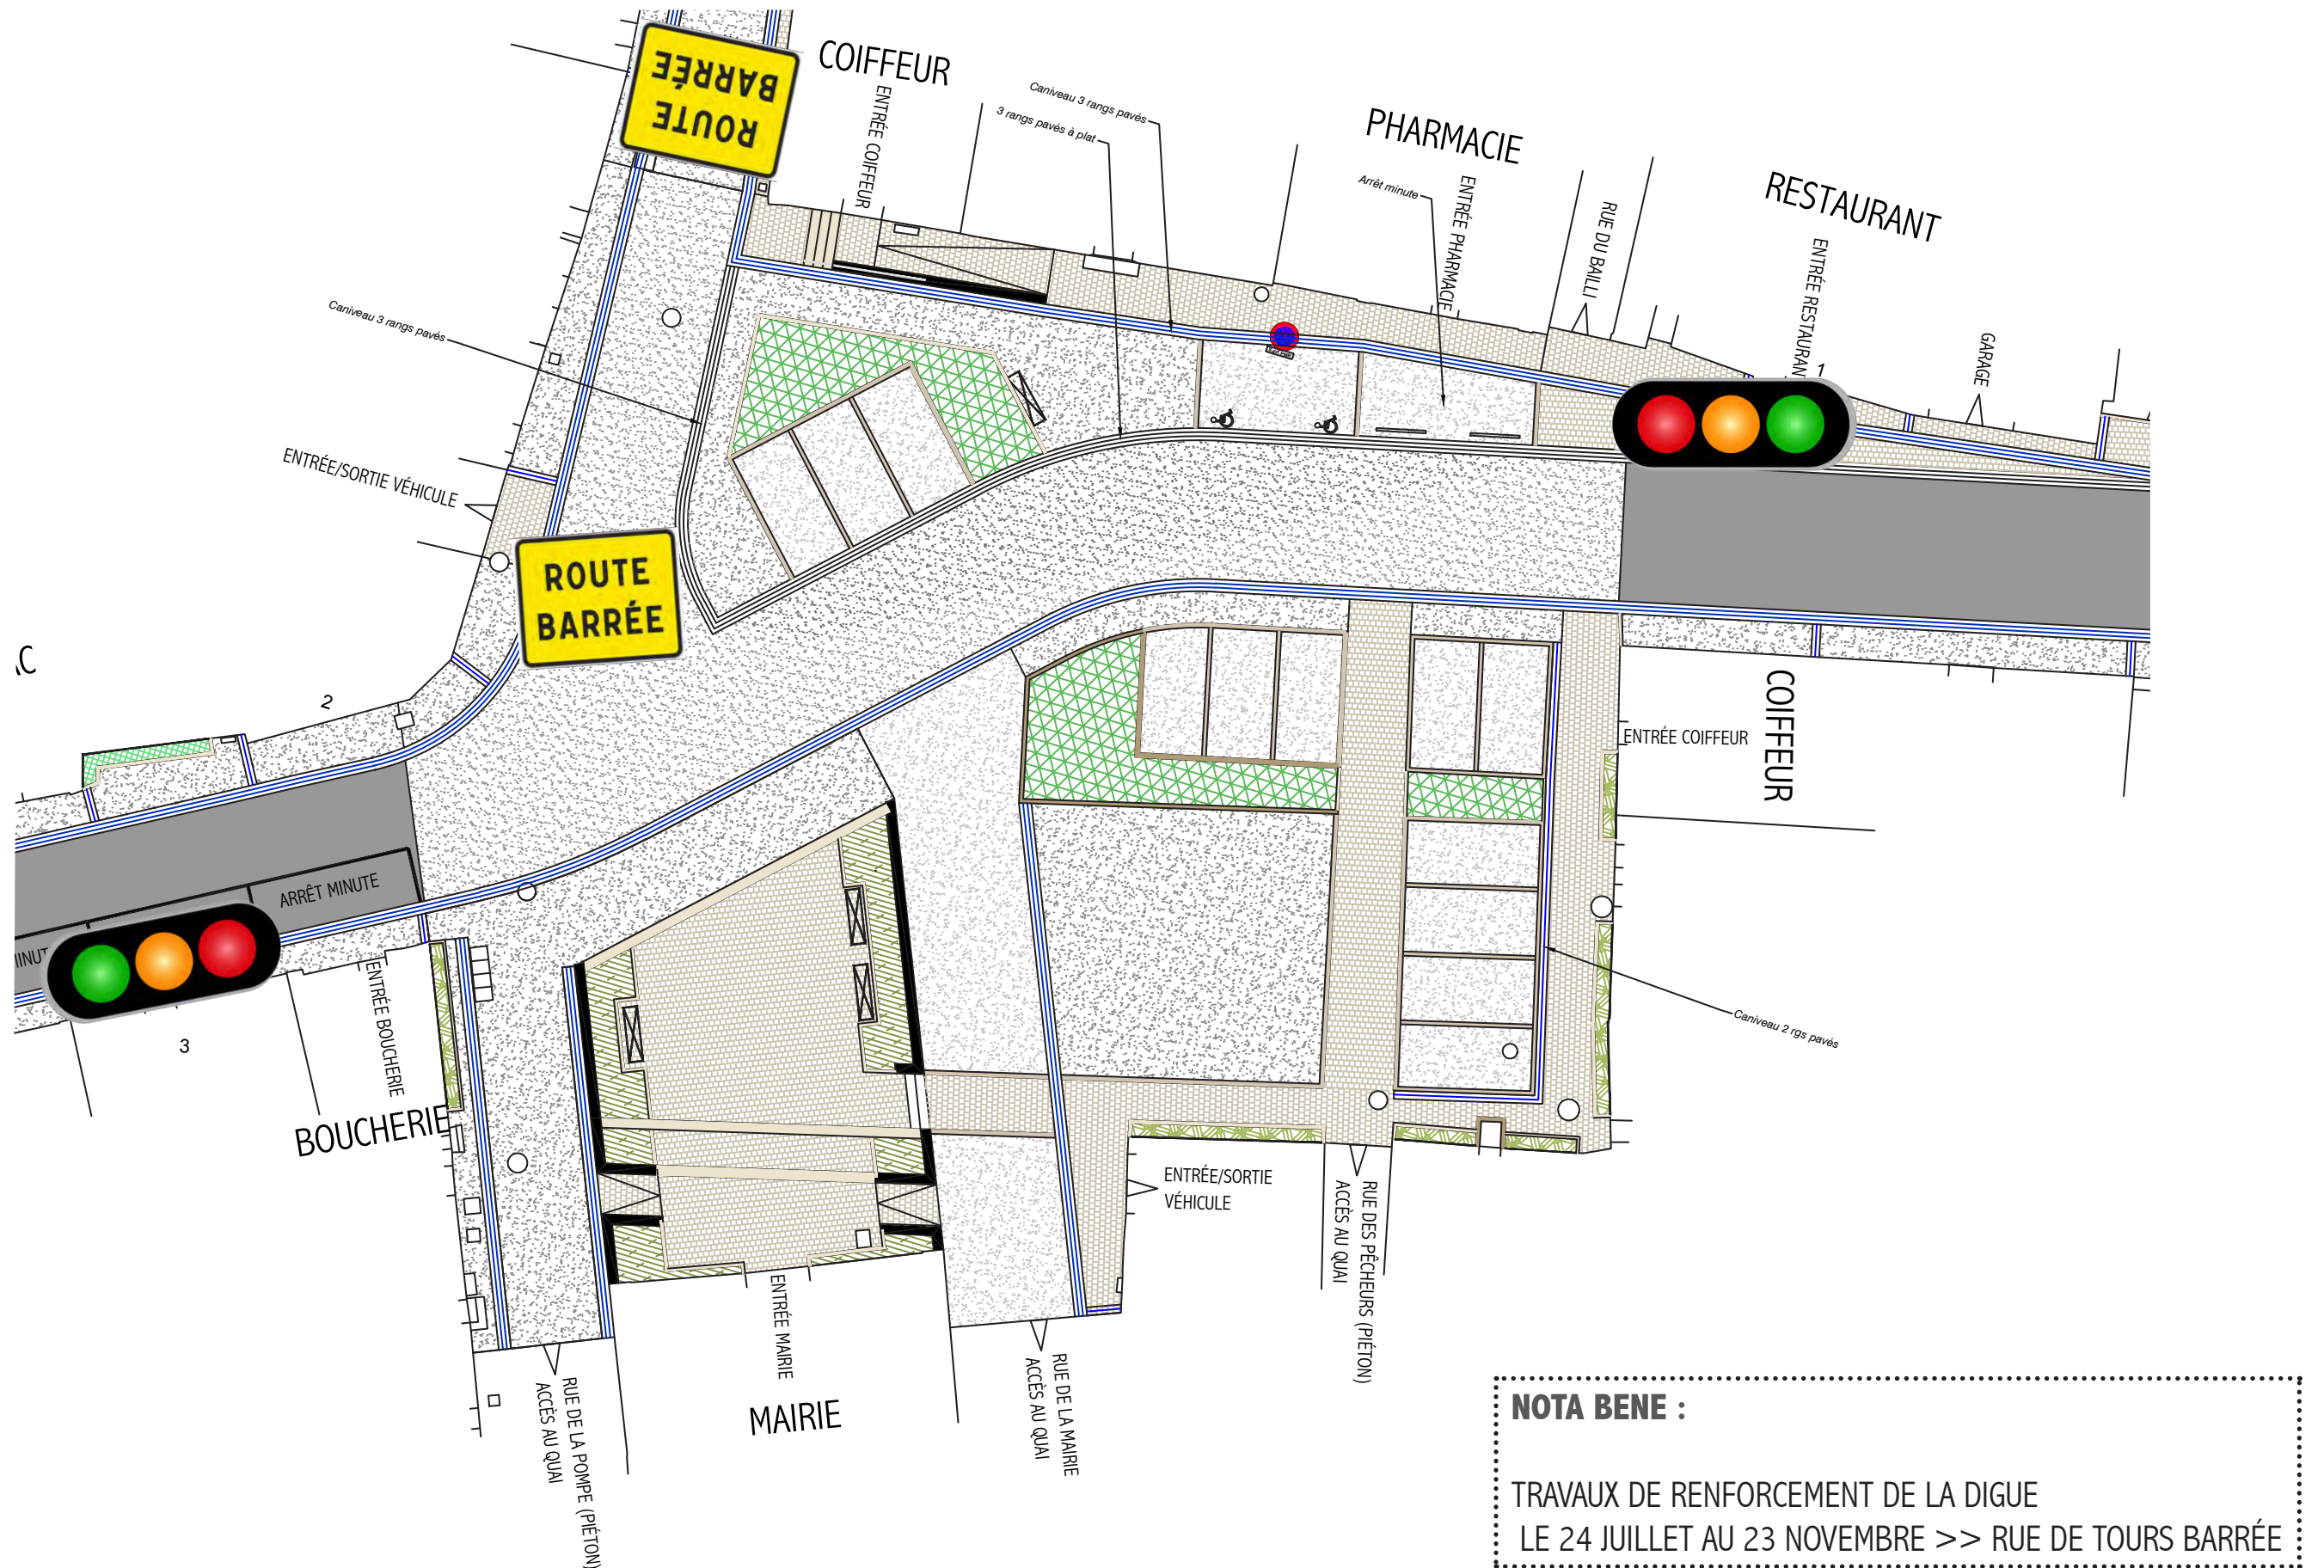 ROUTE
BARRÉE
COIFFEUR
ENTRÉE COIFFEUR
Caniveau 3 rangs pavés
3 rangs pavés à plat
PHARMACIE
Arrêt minute
ENTRÉE PHARMACIE
RUE DU BAILLI
RESTAURANT
ENTRÉE RESTAURANT
1
GARAGE
Caniveau 3 rangs pavés
ENTRÉE/SORTIE VÉHICULE
ROUTE
BARRÉE
2
ARRÊT MINUTE
3
ENTRÉE BOUCHERIE
BOUCHERIE
COIFFEUR
ENTRÉE COIFFEUR
Caniveau 2 rgs pavés
ENTRÉE/SORTIE
VÉHICULE
RUE DES PÊCHEURS (PIÉTON)
ACCÈS AU QUAI
ENTRÉE MAIRIE
MAIRIE
RUE DE LA MAIRIE
ACCÈS AU QUAI
RUE DE LA POMPE (PIÉTON)
ACCÈS AU QUAI
NOTA BENE :
TRAVAUX DE RENFORCEMENT DE LA DIGUE
LE 24 JUILLET AU 23 NOVEMBRE >> RUE DE TOURS BARRÉE